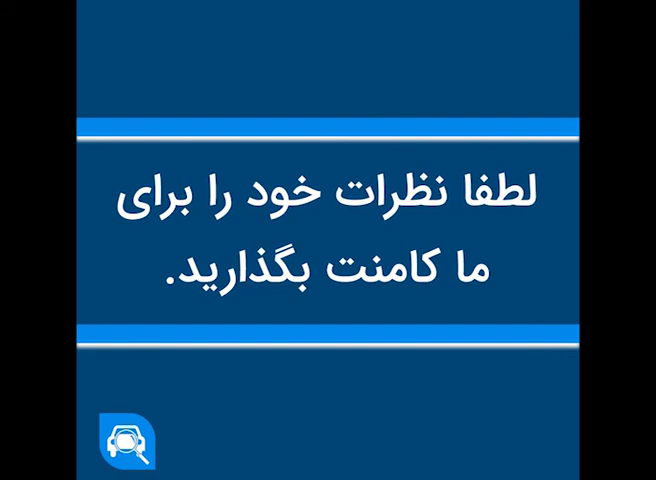 لطفا نظرات خود را برای
ما کامنت بگذارید.